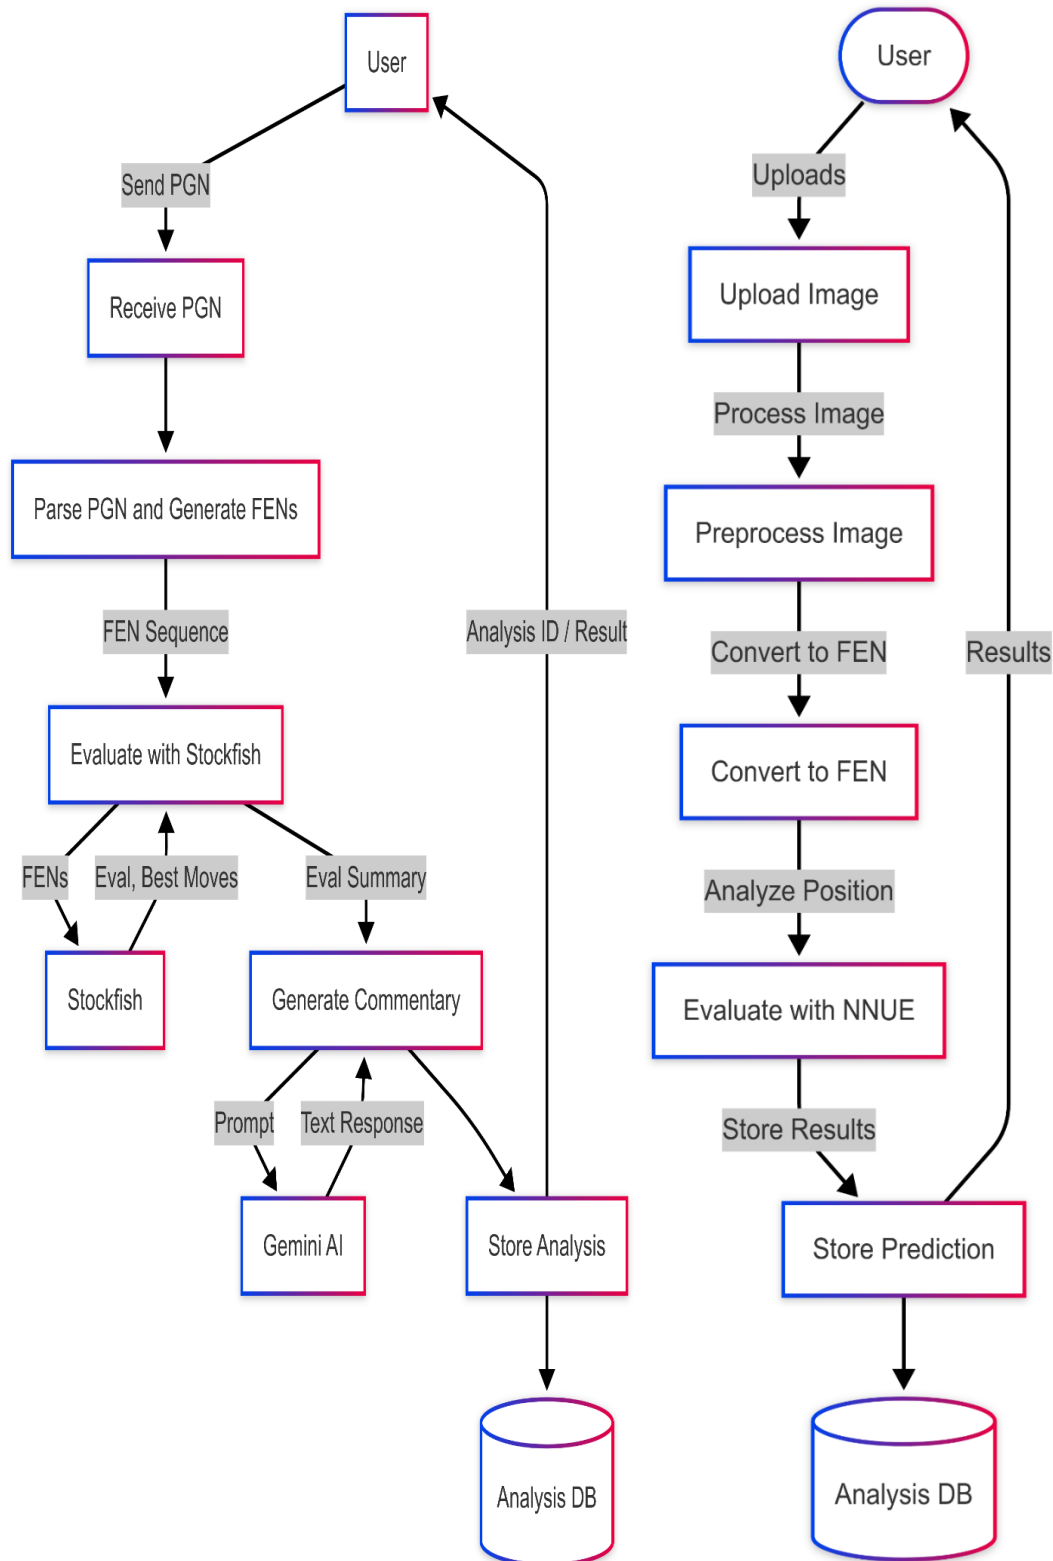 User
Send PGN
Receive PGN
Parse PGN and Generate FENs
FEN Sequence
Analysis ID / Result
Evaluate with Stockfish
FENs
Eval, Best Moves
Eval Summary
Stockfish
Generate Commentary
Prompt
Text Response
Gemini AI
Store Analysis
Analysis DB
User
Uploads
Upload Image
Process Image
Preprocess Image
Convert to FEN
Results
Convert to FEN
Analyze Position
Evaluate with NNUE
Store Results
Store Prediction
Analysis DB